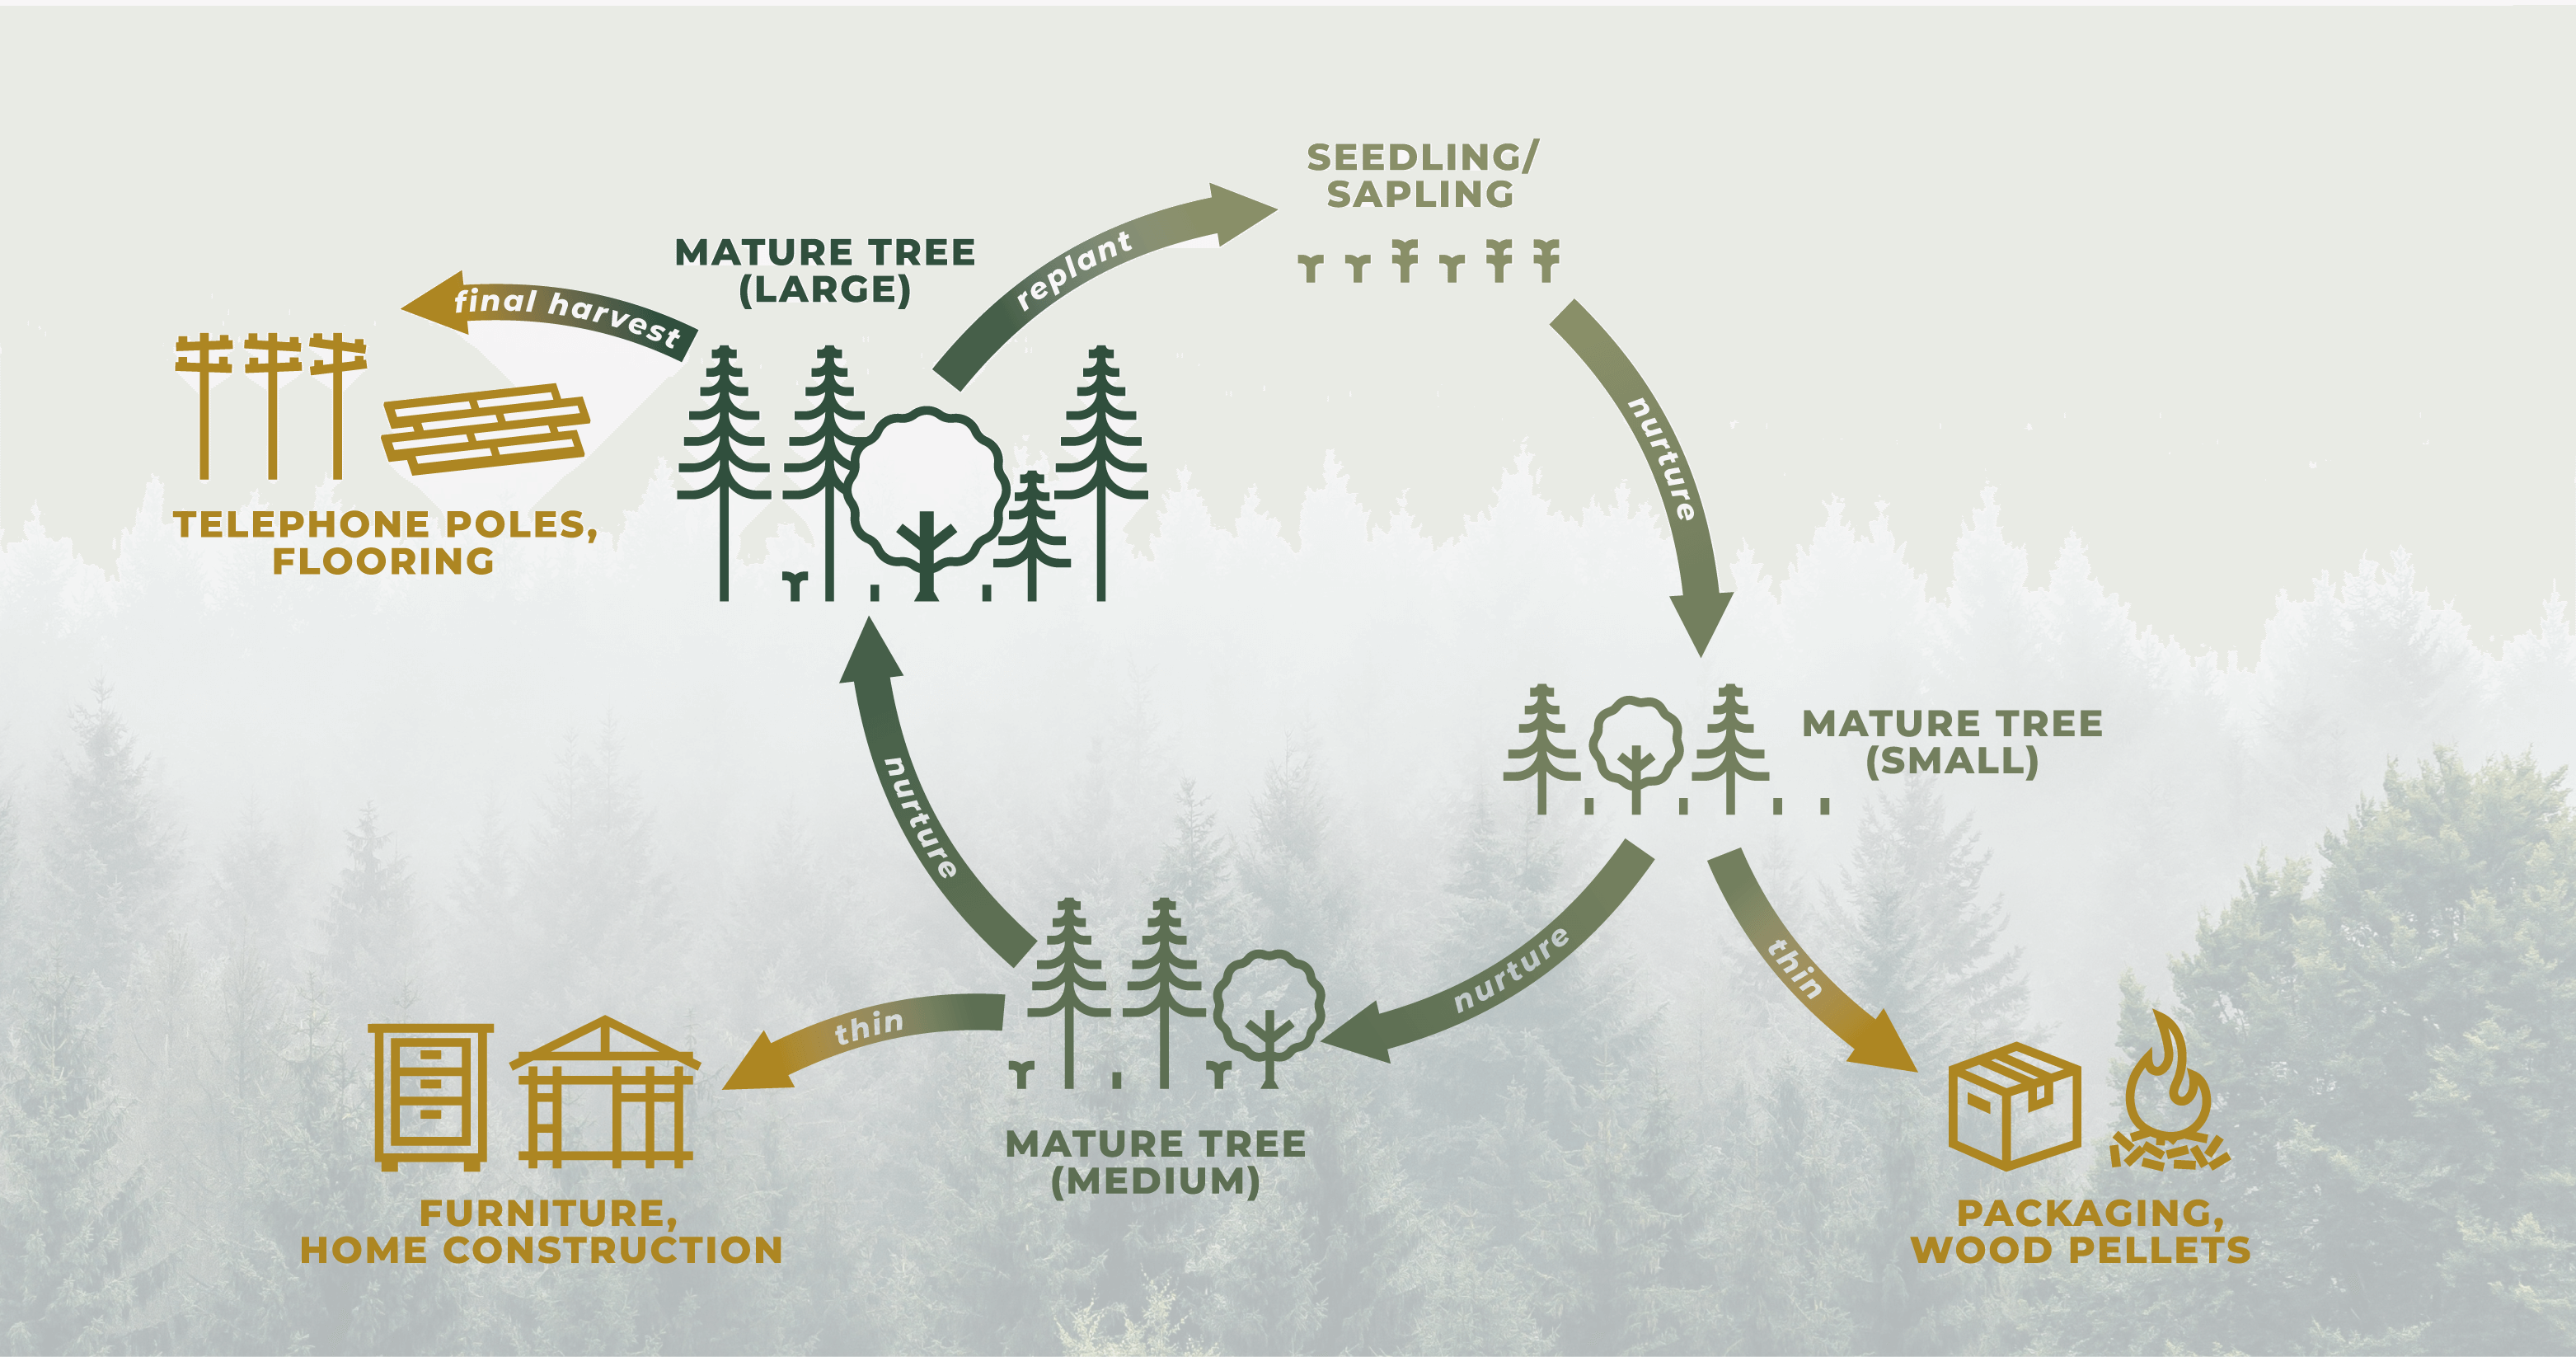 SEEDLING/
SAPLING
MATURE TREE
(LARGE)
replant
final harvest
TELEPHONE POLES,
FLOORING
nurture
MATURE TREE
(SMALL)
nurture
nurture
thin
thin
MATURE TREE
(MEDIUM)
FURNITURE,
HOME CONSTRUCTION
PACKAGING,
WOOD PELLETS